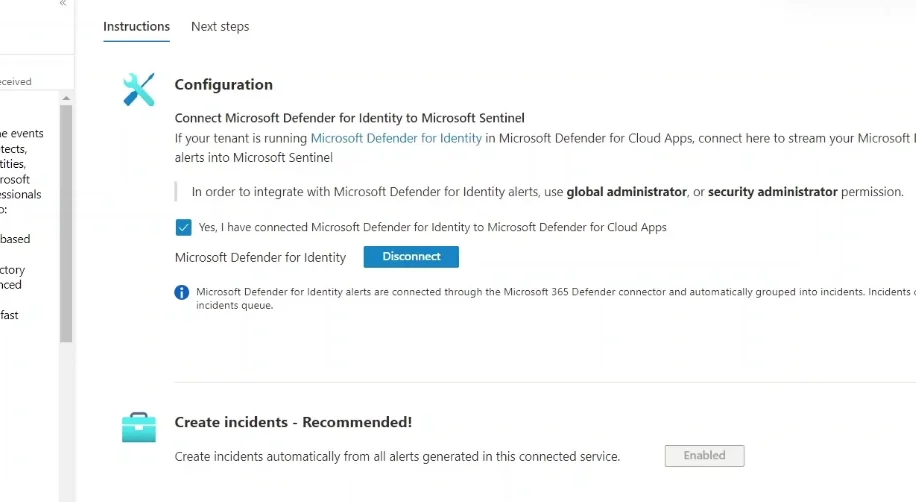 «
Instructions Next steps
eceived
e events
tects,
tities,
rosoft
essionals
o:
based
ctory
nced
fast
Configuration
Connect Microsoft Defender for Identity to Microsoft Sentinel
If your tenant is running Microsoft Defender for Identity in Microsoft Defender for Cloud Apps, connect here to stream your Microsoft
alerts into Microsoft Sentinel
In order to integrate with Microsoft Defender for Identity alerts, use global administrator, or security administrator permission.
Yes, I have connected Microsoft Defender for Identity to Microsoft Defender for Cloud Apps
Microsoft Defender for Identity Disconnect
Microsoft Defender for Identity alerts are connected through the Microsoft 365 Defender connector and automatically grouped into incidents. Incidents
incidents queue.
Create incidents - Recommended!
Create incidents automatically from all alerts generated in this connected service. Enabled